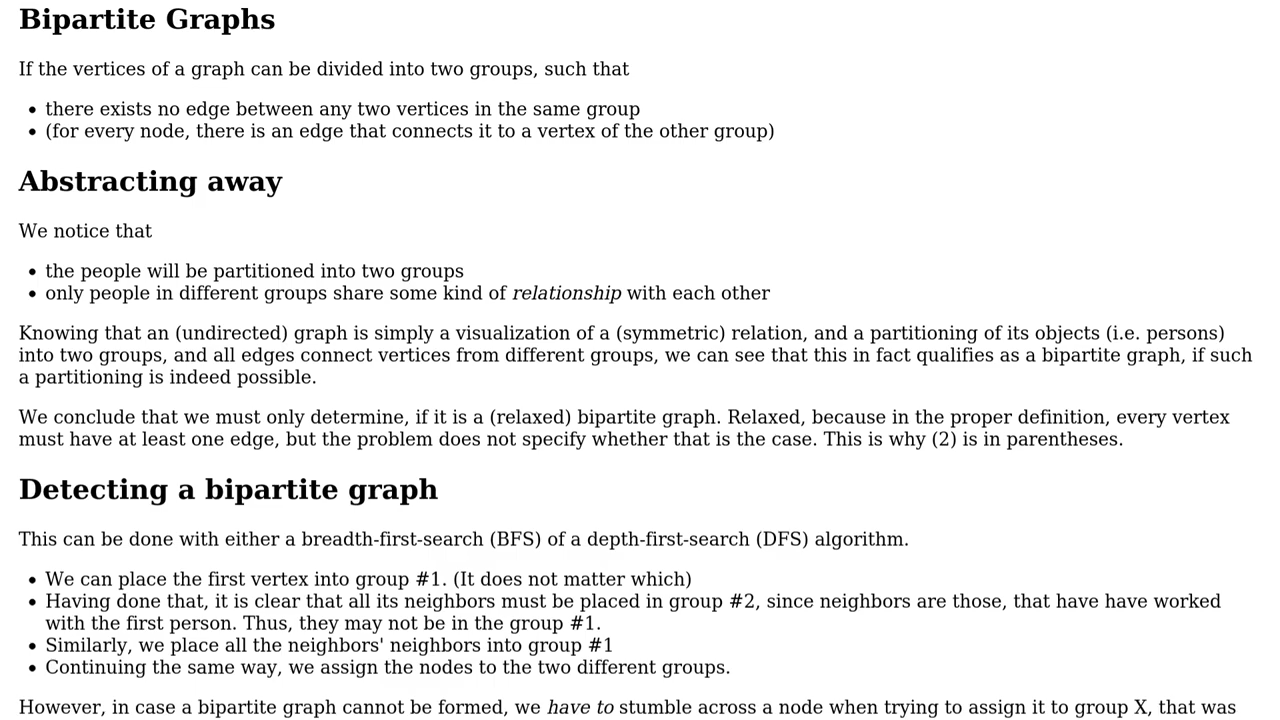 Bipartite Graphs
If the vertices of a graph can be divided into two groups, such that
• there exists no edge between any two vertices in the same group
• (for every node, there is an edge that connects it to a vertex of the other group)
Abstracting away
We notice that
• the people will be partitioned into two groups
• only people in different groups share some kind of relationship with each other
Knowing that an (undirected) graph is simply a visualization of a (symmetric) relation, and a partitioning of its objects (i.e. persons)
into two groups, and all edges connect vertices from different groups, we can see that this in fact qualifies as a bipartite graph, if such
a partitioning is indeed possible.
We conclude that we must only determine, if it is a (relaxed) bipartite graph. Relaxed, because in the proper definition, every vertex
must have at least one edge, but the problem does not specify whether that is the case. This is why (2) is in parentheses.
Detecting a bipartite graph
This can be done with either a breadth-first-search (BFS) of a depth-first-search (DFS) algorithm.
• We can place the first vertex into group #1. (It does not matter which)
• Having done that, it is clear that all its neighbors must be placed in group #2, since neighbors are those, that have have worked
with the first person. Thus, they may not be in the group #1.
• Similarly, we place all the neighbors' neighbors into group #1
• Continuing the same way, we assign the nodes to the two different groups.
However, in case a bipartite graph cannot be formed, we have to stumble across a node when trying to assign it to group X, that was